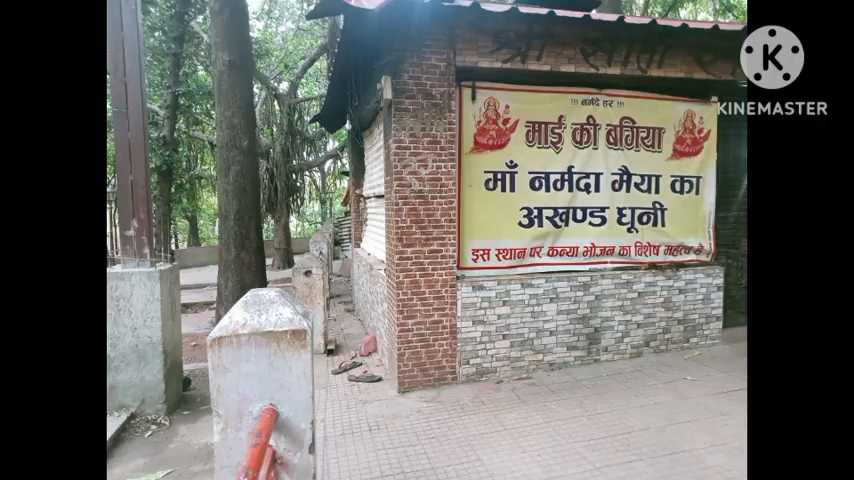 श्री सीता
K
KINEMASTER
!!! नर्मदे हर !!!
माई की बगिया
माँ नर्मदा मैया का
अखण्ड धूनी
इस स्थान पर कन्या भोजन का विशेष महत्व है